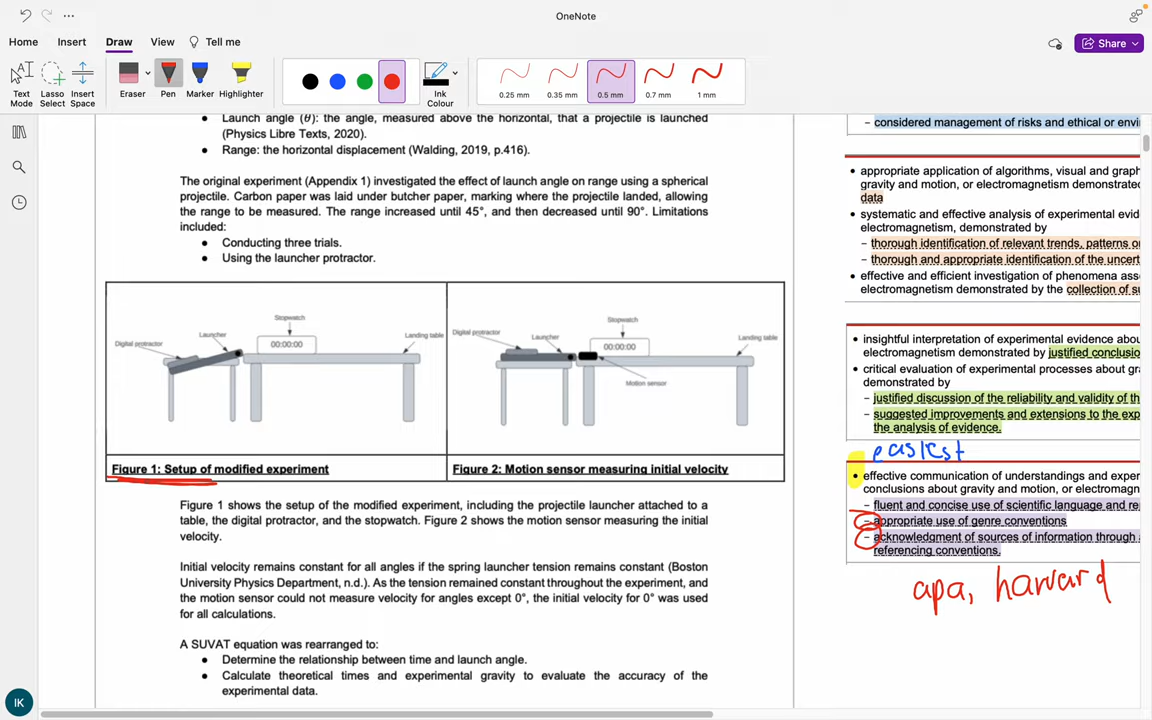 OneNote
Home Insert Draw View Tell me
Share
Text Mode
Lasso Select
Insert Space
Eraser
Pen
Marker
Highlighter
Ink Colour
0.25 mm
0.35 mm
0.5 mm
0.7 mm
1 mm
• Launch angle (θ): the angle, measured above the horizontal, that a projectile is launched
(Physics Libre Texts, 2020).
• Range: the horizontal displacement (Walding, 2019, p.416).
The original experiment (Appendix 1) investigated the effect of launch angle on range using a spherical
projectile. Carbon paper was laid under butcher paper, marking where the projectile landed, allowing
the range to be measured. The range increased until 45°, and then decreased until 90°. Limitations
included:
• Conducting three trials.
• Using the launcher protractor.
Stopwatch
Launcher
Digital protractor
Landing table
00:00:00
Figure 1: Setup of modified experiment
Stopwatch
Digital protractor
Launcher
Landing table
00:00:00
Motion sensor
Figure 2: Motion sensor measuring initial velocity
Figure 1 shows the setup of the modified experiment, including the projectile launcher attached to a
table, the digital protractor, and the stopwatch. Figure 2 shows the motion sensor measuring the initial
velocity.
Initial velocity remains constant for all angles if the spring launcher tension remains constant (Boston
University Physics Department, n.d.). As the tension remained constant throughout the experiment, and
the motion sensor could not measure velocity for angles except 0°, the initial velocity for 0° was used
for all calculations.
A SUVAT equation was rearranged to:
• Determine the relationship between time and launch angle.
• Calculate theoretical times and experimental gravity to evaluate the accuracy of the
experimental data.
– considered management of risks and ethical or envi
• appropriate application of algorithms, visual and graph
gravity and motion, or electromagnetism demonstrated
data
• systematic and effective analysis of experimental evid
electromagnetism, demonstrated by
– thorough identification of relevant trends, patterns o
– thorough and appropriate identification of the uncert
• effective and efficient investigation of phenomena ass
electromagnetism demonstrated by the collection of su
• insightful interpretation of experimental evidence abou
electromagnetism demonstrated by justified conclusio
• critical evaluation of experimental processes about gr
demonstrated by
– justified discussion of the reliability and validity of th
– suggested improvements and extensions to the exp
the analysis of evidence.
easiest
• effective communication of understandings and exper
conclusions about gravity and motion, or electromagn
– fluent and concise use of scientific language and re
– appropriate use of genre conventions
– acknowledgment of sources of information through
referencing conventions.
apa, harvard
IK